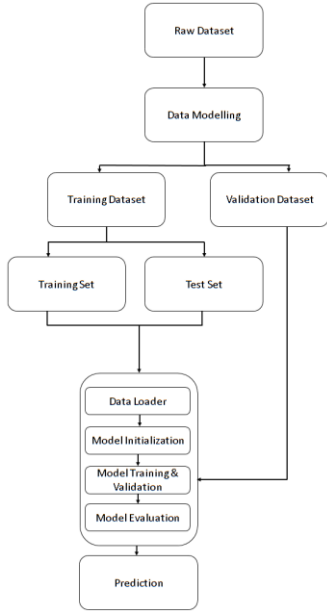 Raw Dataset
Data Modelling
Training Dataset
Validation Dataset
Training Set
Test Set
Data Loader
Model Initialization
Model Training &
Validation
Model Evaluation
Prediction